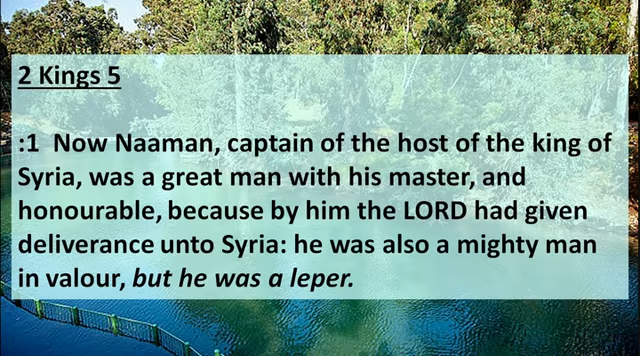 2 Kings 5
:1 Now Naaman, captain of the host of the king of
Syria, was a great man with his master, and
honourable, because by him the LORD had given
deliverance unto Syria: he was also a mighty man
in valour, but he was a leper.